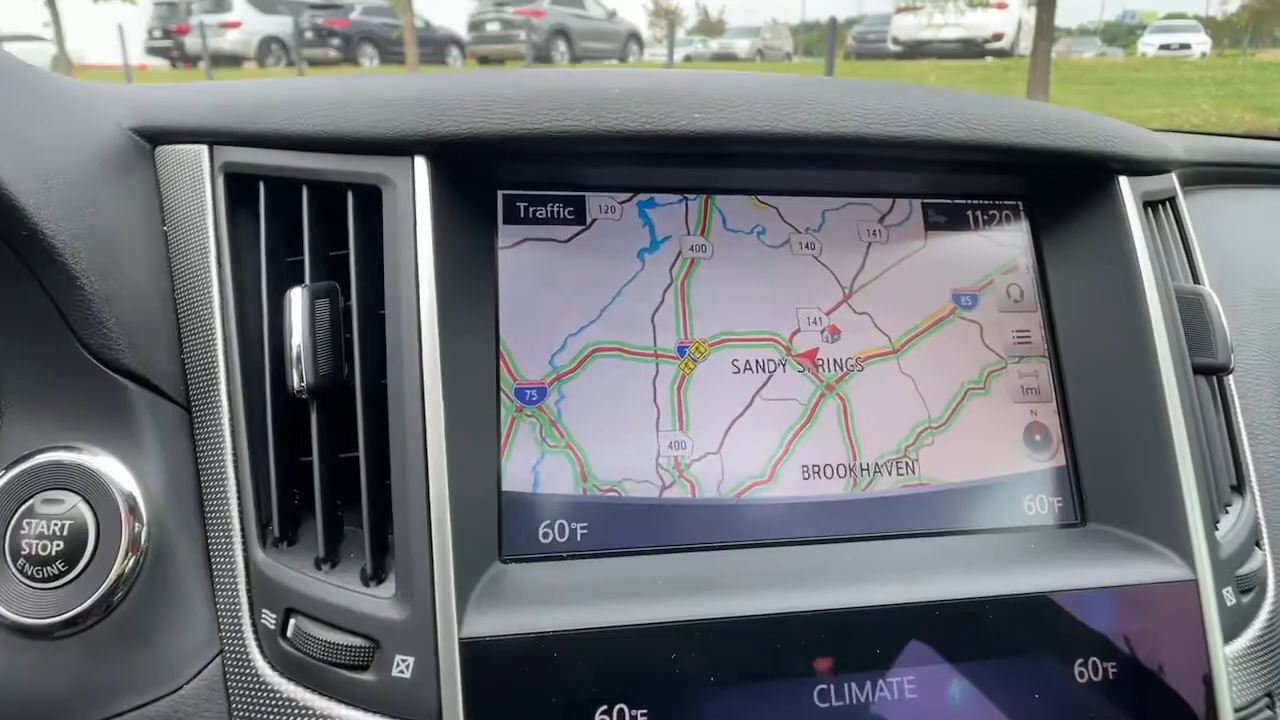 Traffic
120
11:20
400
140
141
85
141
SANDY SPRINGS
75
1mi
N
400
BROOKHAVEN
60°F
60°F
START
STOP
ENGINE
60°F
CLIMATE
60°F